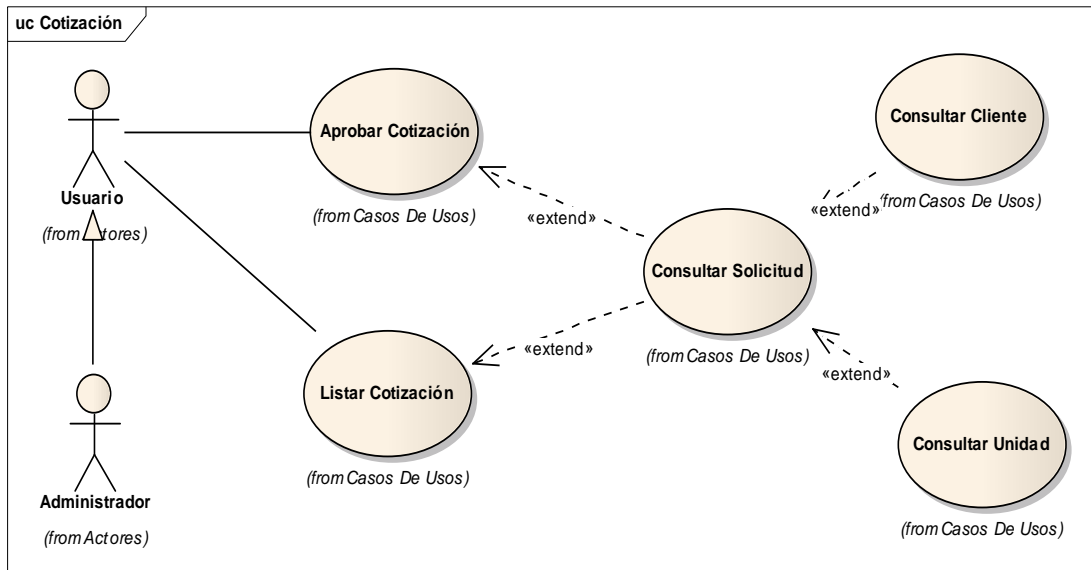 uc Cotización
Usuario
(from Actores)
Administrador
(from Actores)
Aprobar Cotización
(from Casos De Usos)
Listar Cotización
(from Casos De Usos)
«extend»
«extend»
Consultar Solicitud
(from Casos De Usos)
«extend»
«extend»
Consultar Cliente
(from Casos De Usos)
Consultar Unidad
(from Casos De Usos)